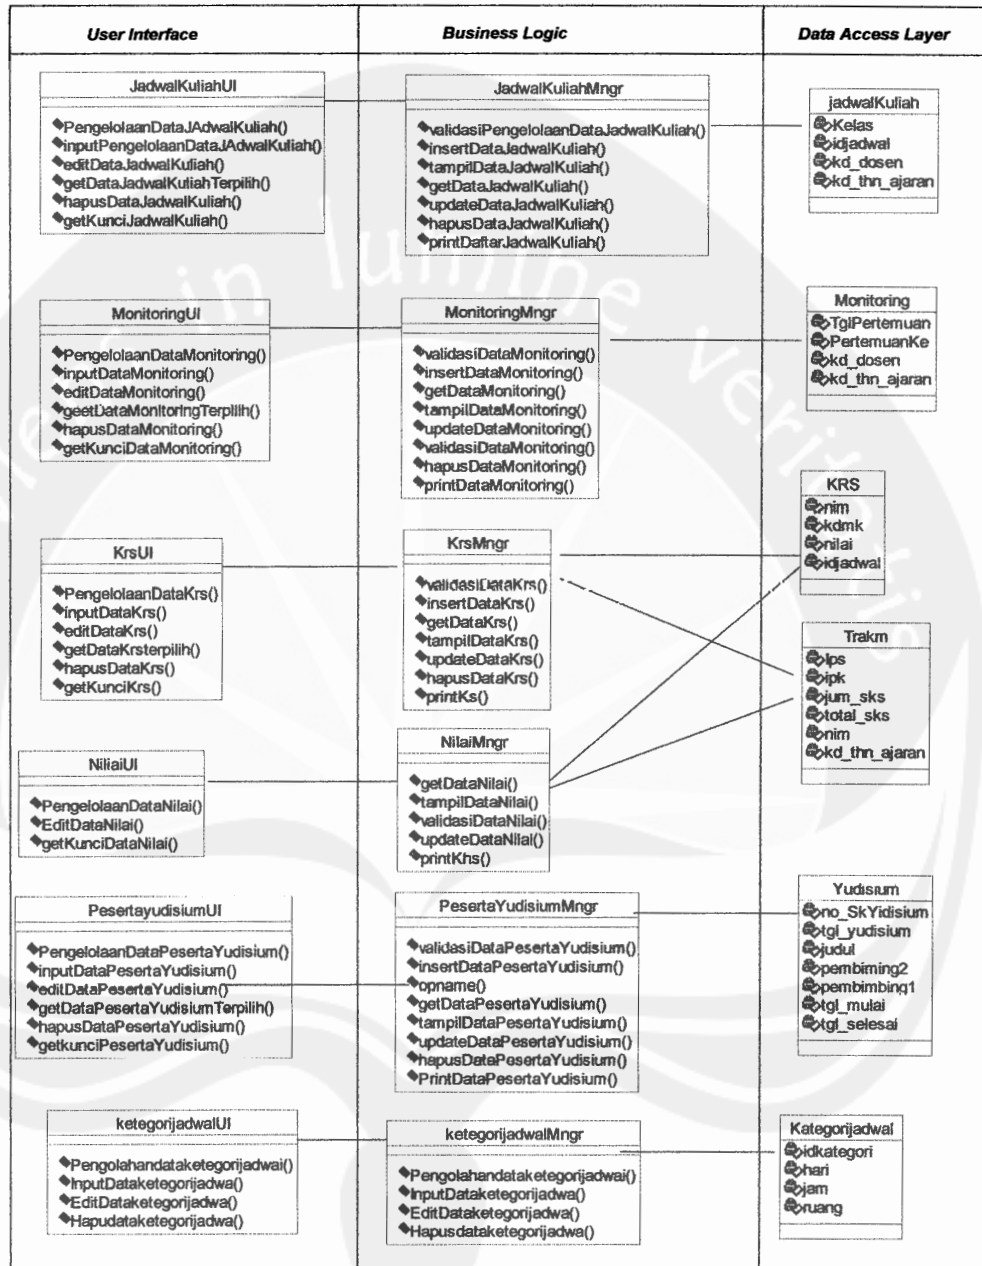 User Interface
Business Logic
Data Access Layer
JadwalKuliahUI
PengelolaanDataJAdwalKuliah()
inputPengelolaanDataJAdwalKuliah()
editDataJadwalKuliah()
getDataJadwalKuliahTerpilih()
hapusDataJadwalKuliah()
getKunciJadwalKuliah()
JadwalKuliahMngr
validasiPengelolaanDataJadwalKuliah()
insertDataJadwalKuliah()
tampilDataJadwalKuliah()
getDataJadwalKuliah()
updateDataJadwalKuliah()
hapusDataJadwalKuliah()
printDaftarJadwalKuliah()
jadwalKuliah
Kelas
idjadwal
kd_dosen
kd_thn_ajaran
MonitoringUI
PengelolaanDataMonitoring()
inputDataMonitoring()
editDataMonitoring()
geetDataMonitoringTerpilih()
hapusDataMonitoring()
getKunciDataMonitoring()
MonitoringMngr
validasiDataMonitoring()
insertDataMonitoring()
getDataMonitoring()
tampilDataMonitoring()
updateDataMonitoring()
validasiDataMonitoring()
hapusDataMonitoring()
printDataMonitoring()
Monitoring
TglPertemuan
PertemuanKe
kd_dosen
kd_thn_ajaran
KrsUI
PengelolaanDataKrs()
inputDataKrs()
editDataKrs()
getDataKrsterpilih()
hapusDataKrs()
getKunciKrs()
KrsMngr
validasiDataKrs()
insertDataKrs()
getDataKrs()
tampilDataKrs()
updateDataKrs()
hapusDataKrs()
printKs()
KRS
nim
kdmk
nilai
idjadwal
Trakm
Ips
ipk
jum_sks
total_sks
nim
kd_thn_ajaran
NiliaiUI
PengelolaanDataNilai()
EditDataNilai()
getKunciDataNilai()
NilaiMngr
getDataNilai()
tampilDataNilai()
validasiDataNilai()
updateDataNilai()
printKhs()
PesertayudisiumUI
PengelolaanDataPesertaYudisium()
inputDataPesertaYudisium()
editDataPesertaYudisium()
getDataPesertaYudisiumTerpilih()
hapusDataPesertaYudisium()
getkunciPesertaYudisium()
PesertaYudisiumMngr
validasiDataPesertaYudisium()
insertDataPesertaYudisium()
opname()
getDataPesertaYudisium()
tampilDataPesertaYudisium()
updateDataPesertaYudisium()
hapusDataPesertaYudisium()
PrintDataPesertaYudisium()
Yudisium
no_SkYidisium
tgl_yudisium
judul
pembiming2
pembimbing1
tgl_mulai
tgl_selesai
ketegorijadwalUI
Pengolahandataketegorijadwal()
InputDataketegorijadwa()
EditDataketegorijadwa()
Hapudataketegorijadwa()
ketegorijadwalMngr
Pengolahandataketegorijadwal()
InputDataketegorijadwa()
EditDataketegorijadwa()
Hapusdataketegorijadwa()
Kategorijadwal
idkategori
hari
jam
ruang
in lumine veritatis